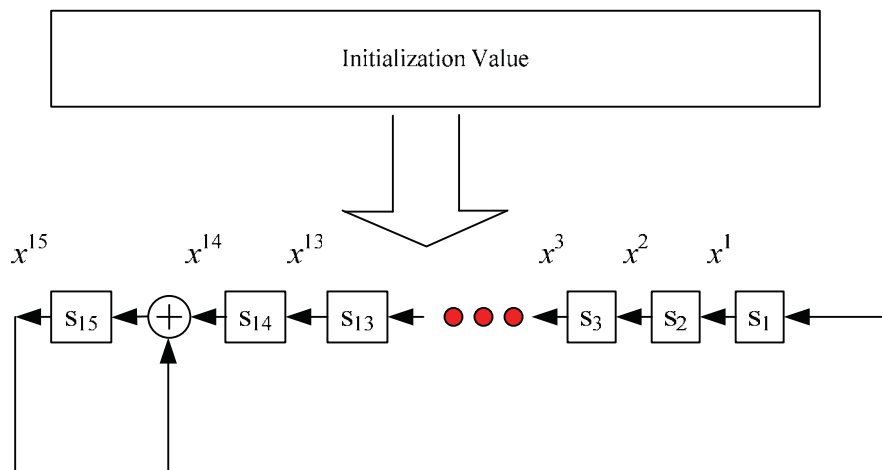 Initialization Value
x¹⁵ x¹⁴ x¹³ x³ x² x¹
s₁₅ + s₁₄ s₁₃ s₃ s₂ s₁